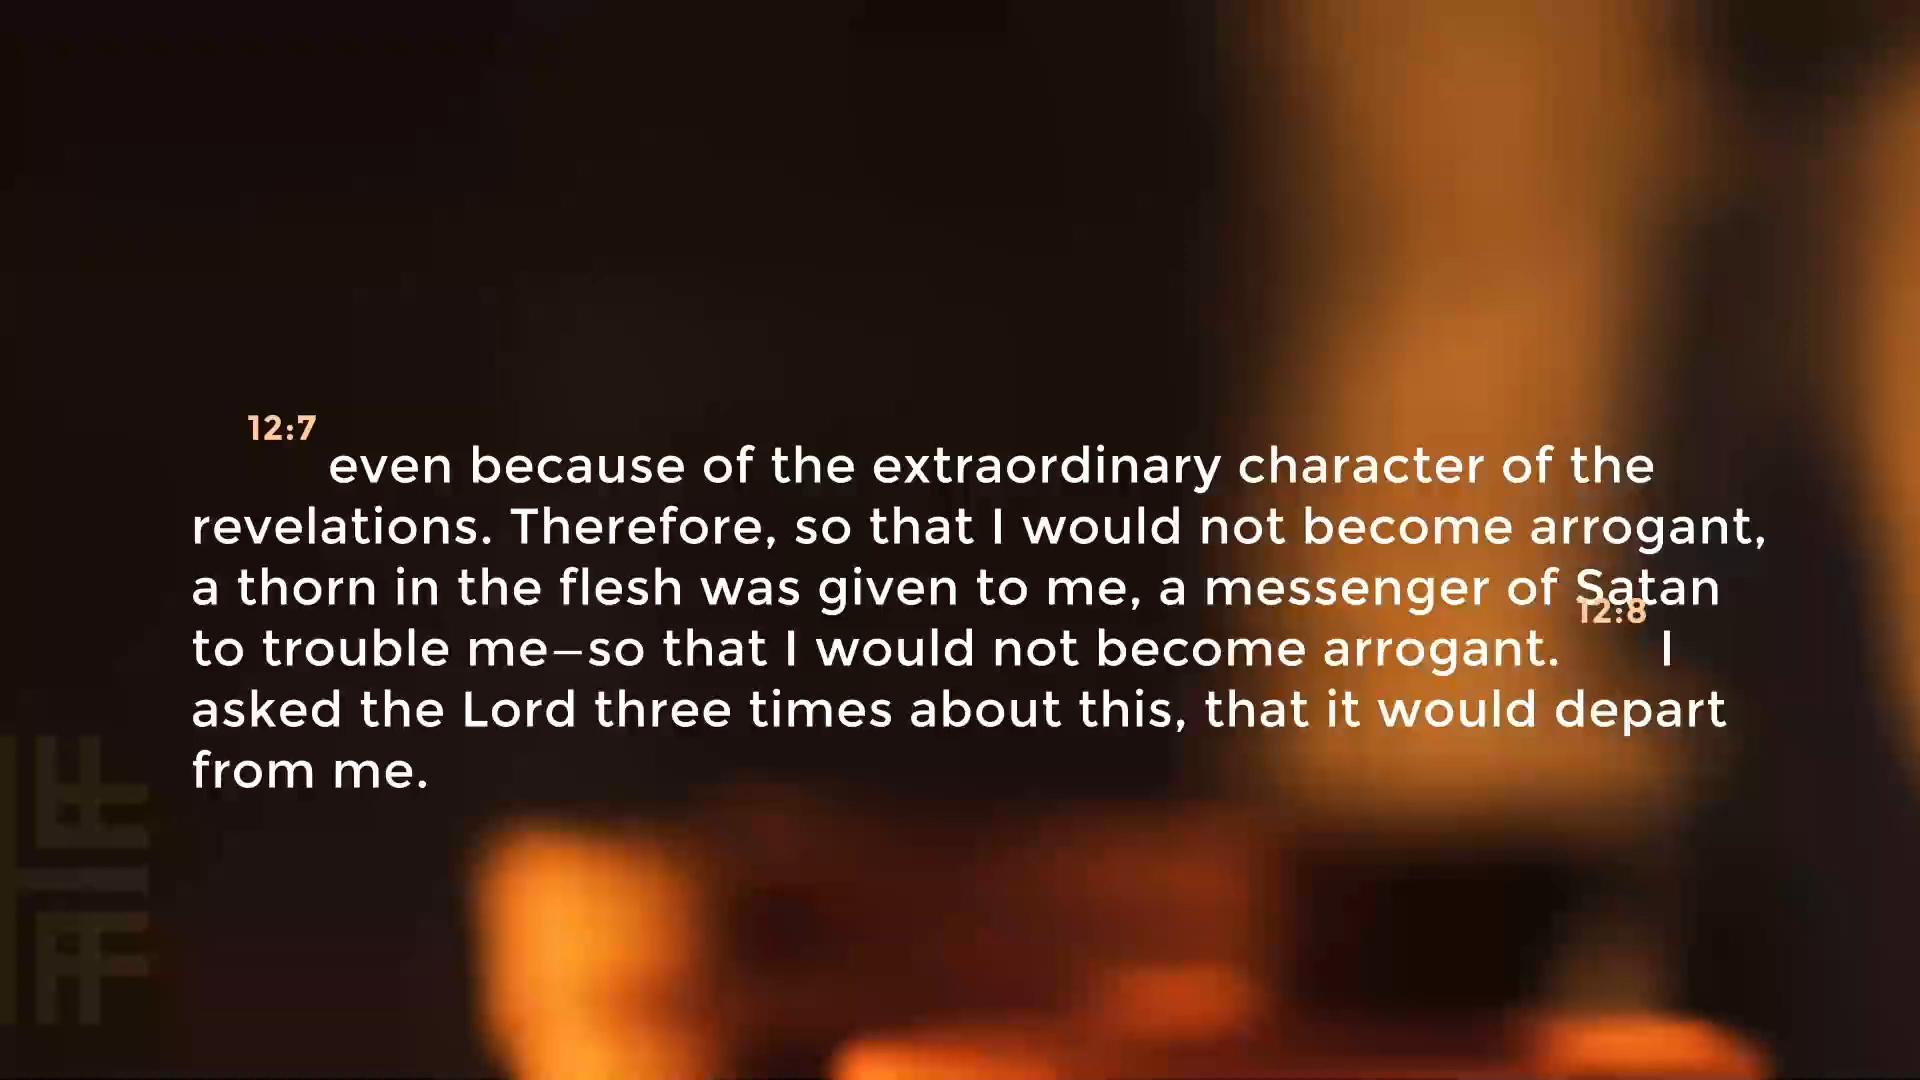 12:7 even because of the extraordinary character of the
revelations. Therefore, so that I would not become arrogant,
a thorn in the flesh was given to me, a messenger of Satan
to trouble me—so that I would not become arrogant. 12:8 I
asked the Lord three times about this, that it would depart
from me.